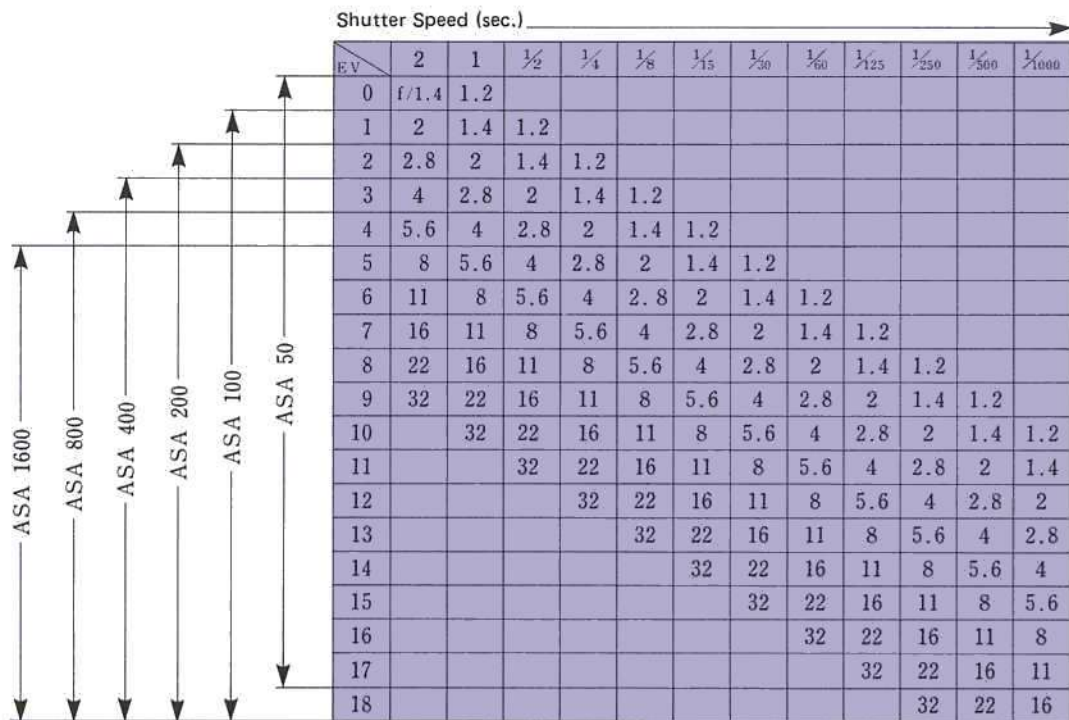 Shutter Speed (sec.)
EV 2 1 1/2 1/4 1/8 1/15 1/30 1/60 1/125 1/250 1/500 1/1000
0 f/1.4 1.2
1 2 1.4 1.2
2 2.8 2 1.4 1.2
3 4 2.8 2 1.4 1.2
4 5.6 4 2.8 2 1.4 1.2
5 8 5.6 4 2.8 2 1.4 1.2
6 11 8 5.6 4 2.8 2 1.4 1.2
7 16 11 8 5.6 4 2.8 2 1.4 1.2
8 22 16 11 8 5.6 4 2.8 2 1.4 1.2
9 32 22 16 11 8 5.6 4 2.8 2 1.4 1.2
10 32 22 16 11 8 5.6 4 2.8 2 1.4 1.2
11 32 22 16 11 8 5.6 4 2.8 2 1.4
12 32 22 16 11 8 5.6 4 2.8 2
13 32 22 16 11 8 5.6 4 2.8
14 32 22 16 11 8 5.6 4
15 32 22 16 11 8 5.6
16 32 22 16 11 8
17 32 22 16 11
18 32 22 16
ASA 1600
ASA 800
ASA 400
ASA 200
ASA 100
ASA 50